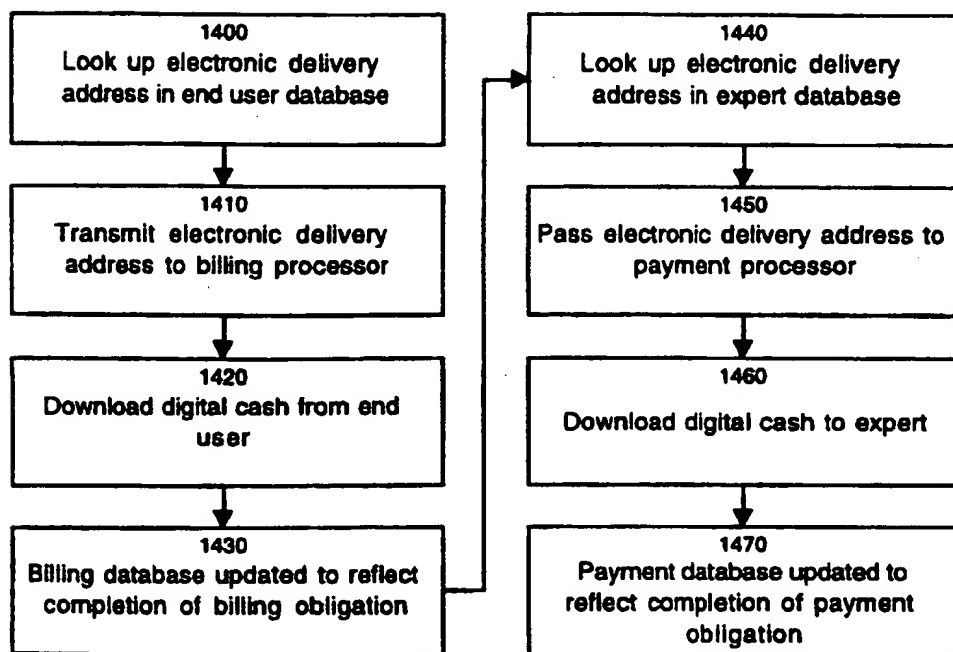 1400
Look up electronic delivery
address in end user database
1410
Transmit electronic delivery
address to billing processor
1420
Download digital cash from end
user
1430
Billing database updated to reflect
completion of billing obligation
1440
Look up electronic delivery
address in expert database
1450
Pass electronic delivery address to
payment processor
1460
Download digital cash to expert
1470
Payment database updated to
reflect completion of payment
obligation